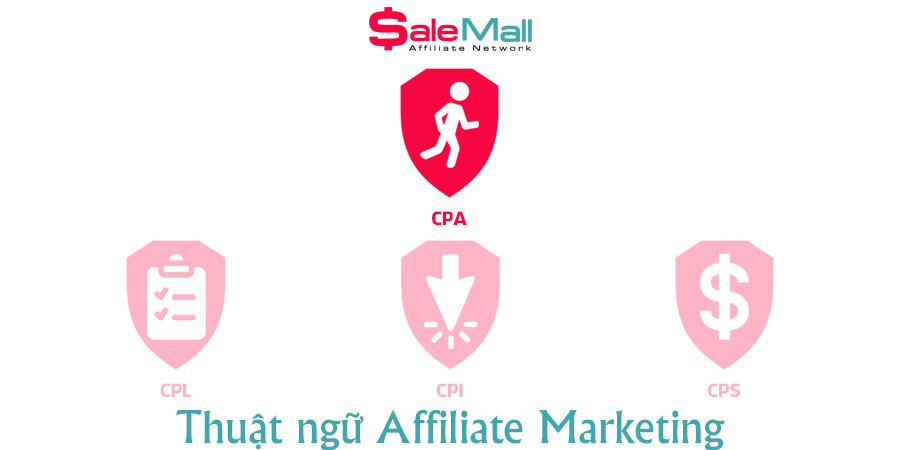 $aleMall
Affiliate Network
CPA
CPL CPI CPS
Thuật ngữ Affiliate Marketing